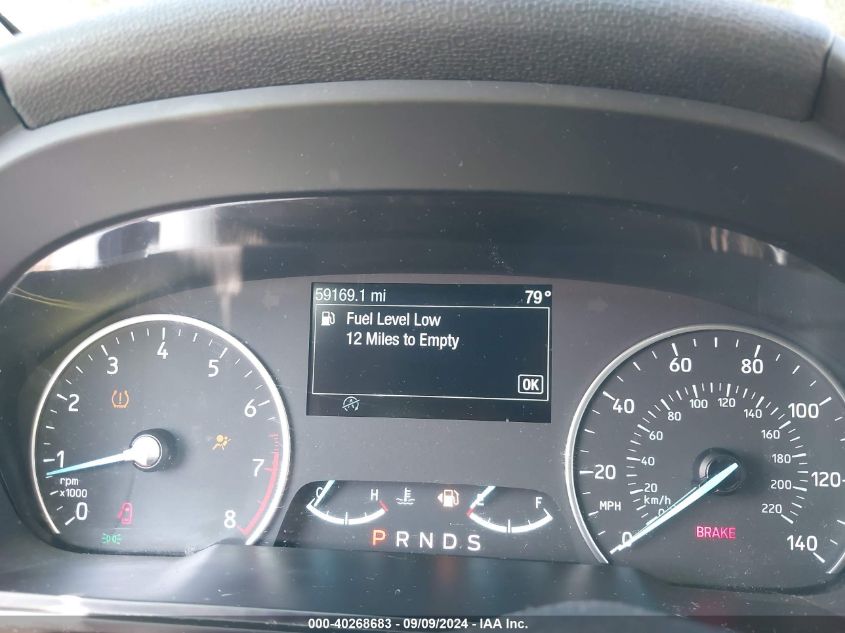 59169.1 mi 79°
Fuel Level Low
12 Miles to Empty
OK
0 1 2 3 4 5 6 7 8
rpm
x1000
C H
E F
P R N D S
0 20 40 60 80 100 120 140
MPH
0 20 40 60 80 100 120 140 160 180 200 220
km/h
BRAKE
000-40268683 - 09/09/2024 - IAA Inc.